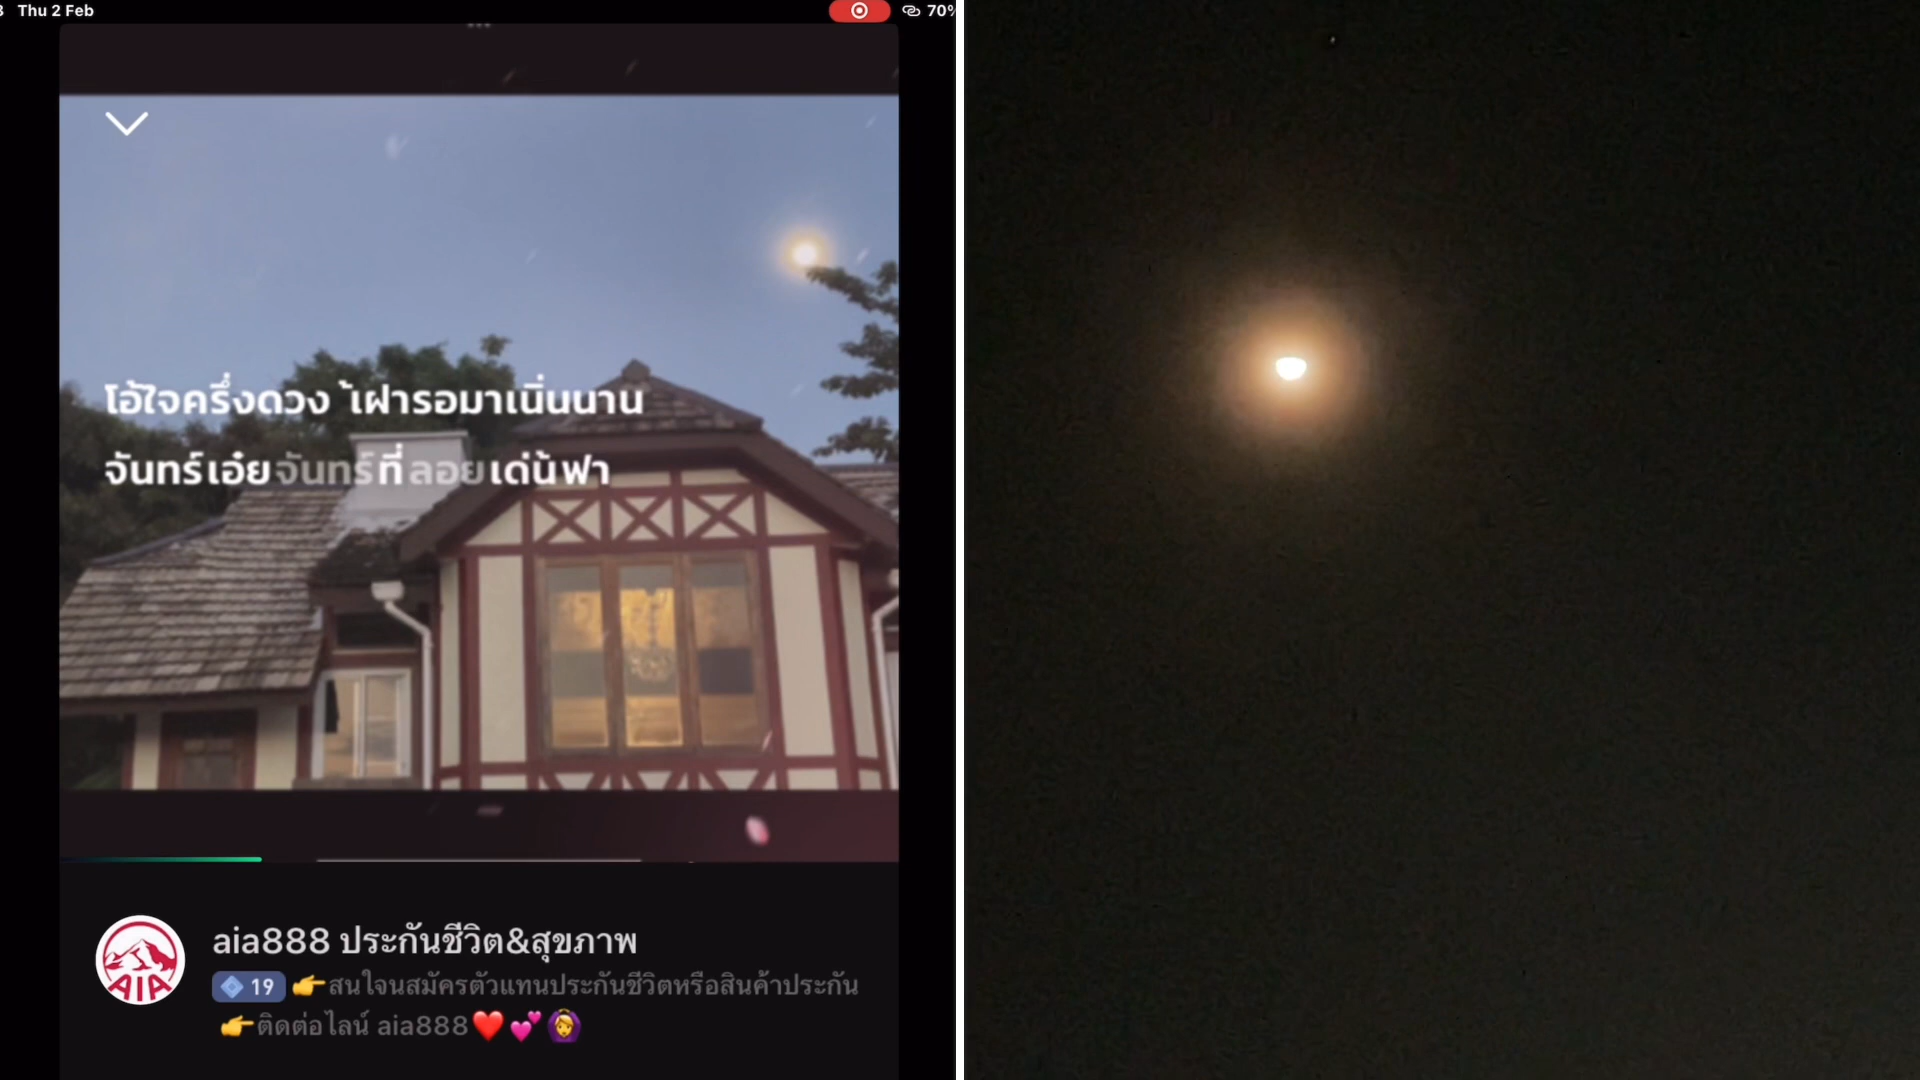 Thu 2 Feb
70%
โอ้ใจครึ่งดวง ้เฝารอมาเนิ่นนาน
จันทร์เอ๋ยจันทร์ที่ลอยเด่น้ฟา
AIA
aia888 ประกันชีวิต&สุขภาพ
19 👉สนใจนสมัครตัวแทนประกันชีวิตหรือสินค้าประกัน
👉ติดต่อไลน์ aia888❤️💕🙆